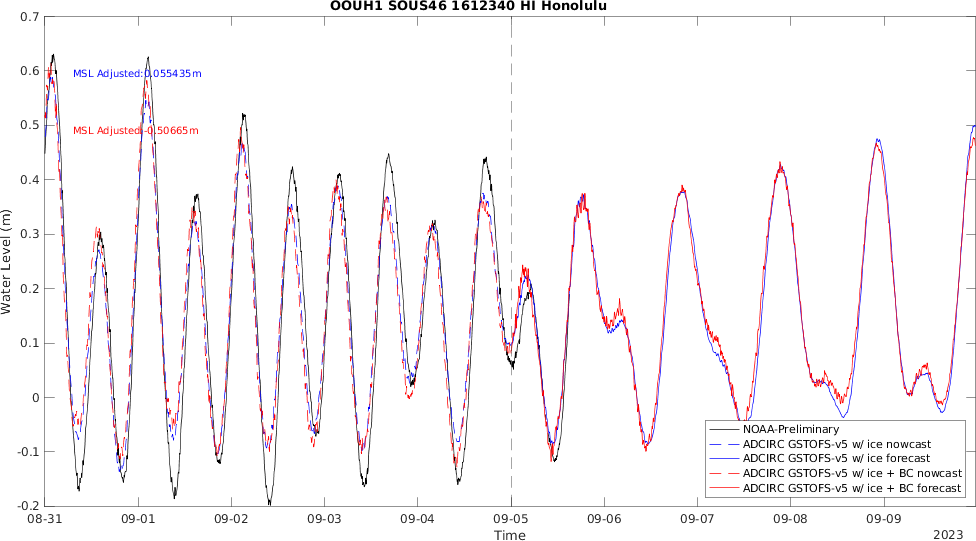 OOUH1 SOUS46 1612340 HI Honolulu
0.7
0.6
0.5
0.4
0.3
0.2
0.1
0
-0.1
-0.2
Water Level (m)
MSL Adjusted:0.055435m
MSL Adjusted:-0.50665m
NOAA-Preliminary
ADCIRC GSTOFS-v5 w/ ice nowcast
ADCIRC GSTOFS-v5 w/ ice forecast
ADCIRC GSTOFS-v5 w/ ice + BC nowcast
ADCIRC GSTOFS-v5 w/ ice + BC forecast
08-31 09-01 09-02 09-03 09-04 09-05 09-06 09-07 09-08 09-09
Time
2023